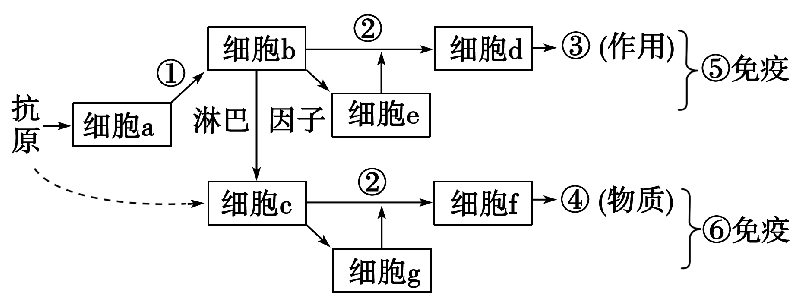 ②
细胞b
细胞d
③ (作用)
①
⑤免疫
抗原
细胞a
淋巴 因子
细胞e
②
细胞c
细胞f
④ (物质)
⑥免疫
细胞g